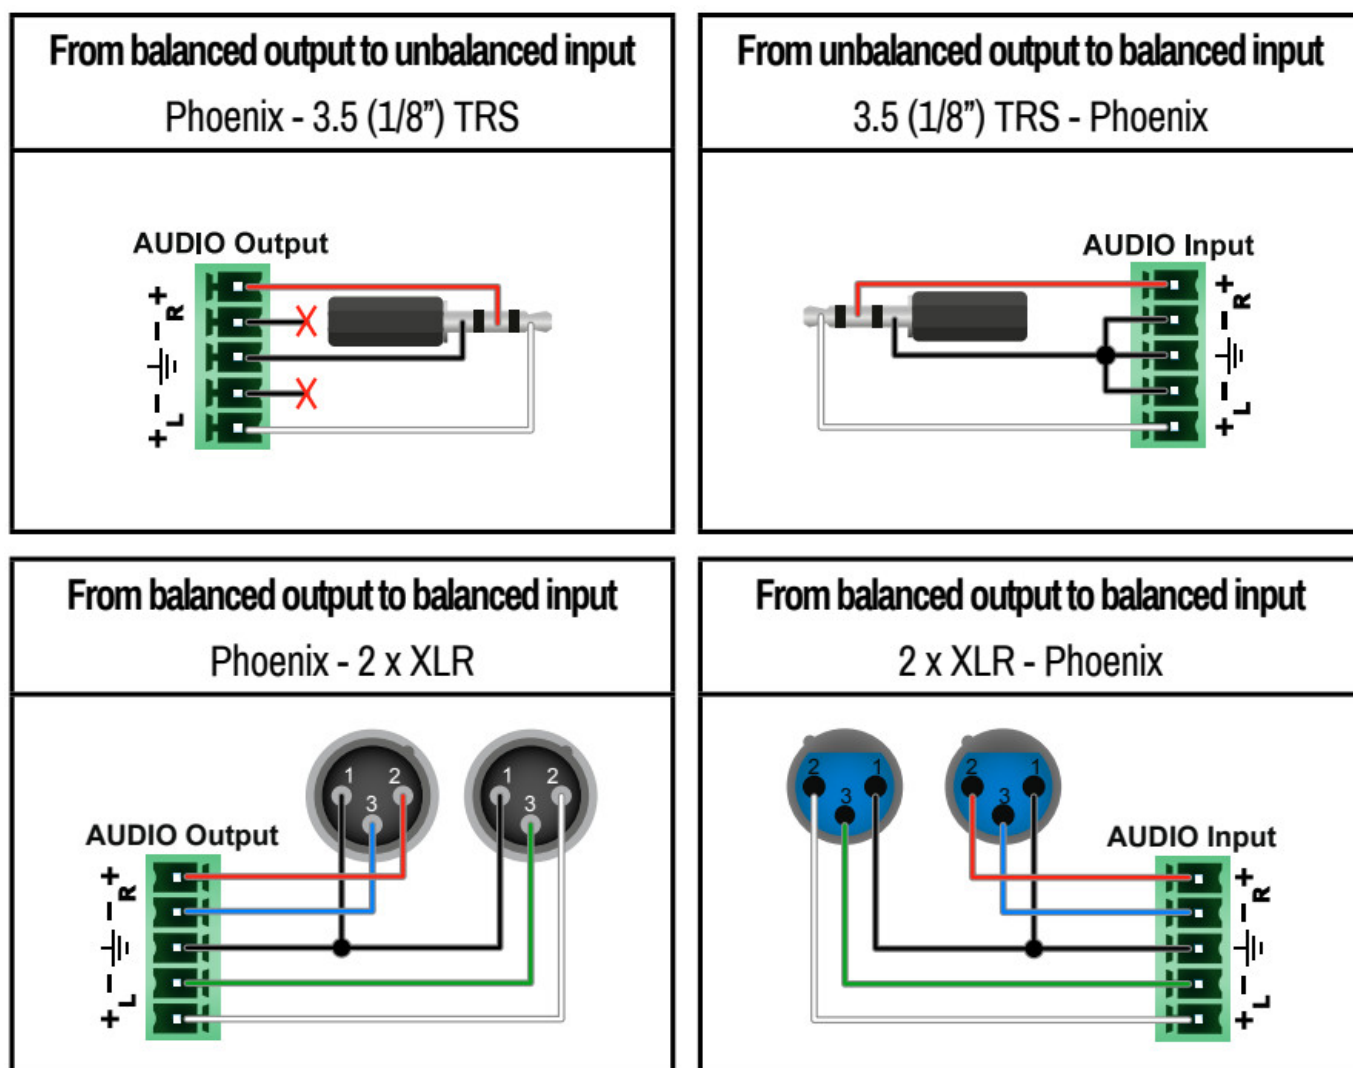 From balanced output to unbalanced input
Phoenix - 3.5 (1/8”) TRS
AUDIO Output
+
R
-
-
L
+
From unbalanced output to balanced input
3.5 (1/8”) TRS - Phoenix
AUDIO Input
+
R
-
-
L
+
From balanced output to balanced input
Phoenix - 2 x XLR
1 2
3
1 2
3
AUDIO Output
+
R
-
-
L
+
From balanced output to balanced input
2 x XLR - Phoenix
2 1
3
2 1
3
AUDIO Input
+
R
-
-
L
+